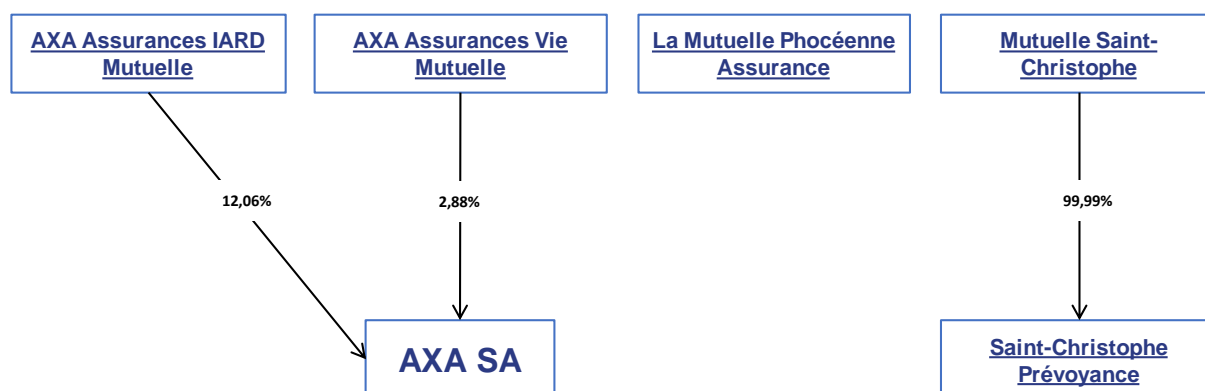 AXA Assurances IARD
Mutuelle
AXA Assurances Vie
Mutuelle
La Mutuelle Phocéenne
Assurance
Mutuelle Saint-
Christophe
12,06%
2,88%
99,99%
AXA SA
Saint-Christophe
Prévoyance